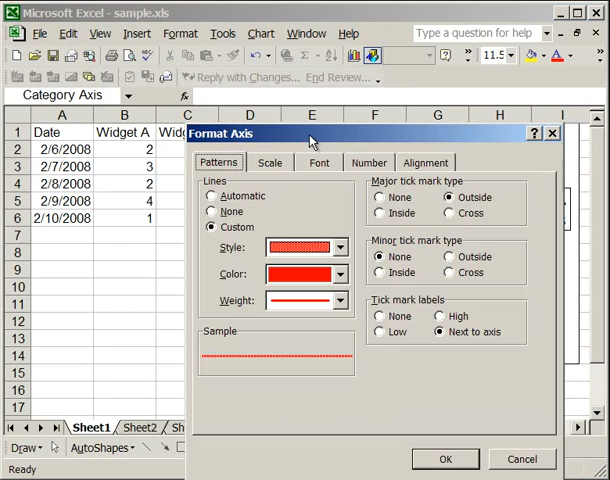 Microsoft Excel - sample.xls
File Edit View Insert Format Tools Chart Window Help Type a question for help
11.5
Reply with Changes... End Review...
Category Axis fx
A B C D E F G H I
1 Date Widget A Widg
2 2/6/2008 2
3 2/7/2008 3
4 2/8/2008 2
5 2/9/2008 4
6 2/10/2008 1
7
8
9
10
11
12
13
14
15
16
17
Format Axis
Patterns Scale Font Number Alignment
Lines
Automatic
None
Custom
Style:
Color:
Weight:
Sample
Major tick mark type
None Outside
Inside Cross
Minor tick mark type
None Outside
Inside Cross
Tick mark labels
None High
Low Next to axis
OK Cancel
Sheet1 Sheet2 Sh
Draw AutoShapes
Ready